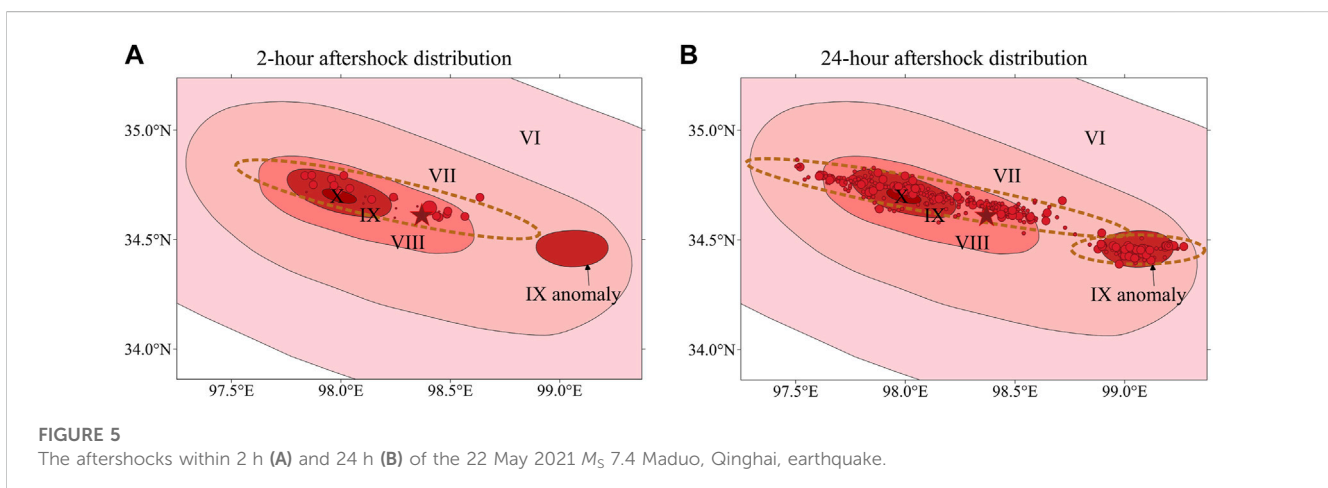 A
2-hour aftershock distribution
35.0°N
34.5°N
34.0°N
VI
VII
X
IX
VIII
IX anomaly
97.5°E 98.0°E 98.5°E 99.0°E
B
24-hour aftershock distribution
35.0°N
34.5°N
34.0°N
VI
VII
X
IX
VIII
IX anomaly
97.5°E 98.0°E 98.5°E 99.0°E
FIGURE 5
The aftershocks within 2 h (A) and 24 h (B) of the 22 May 2021 MS 7.4 Maduo, Qinghai, earthquake.